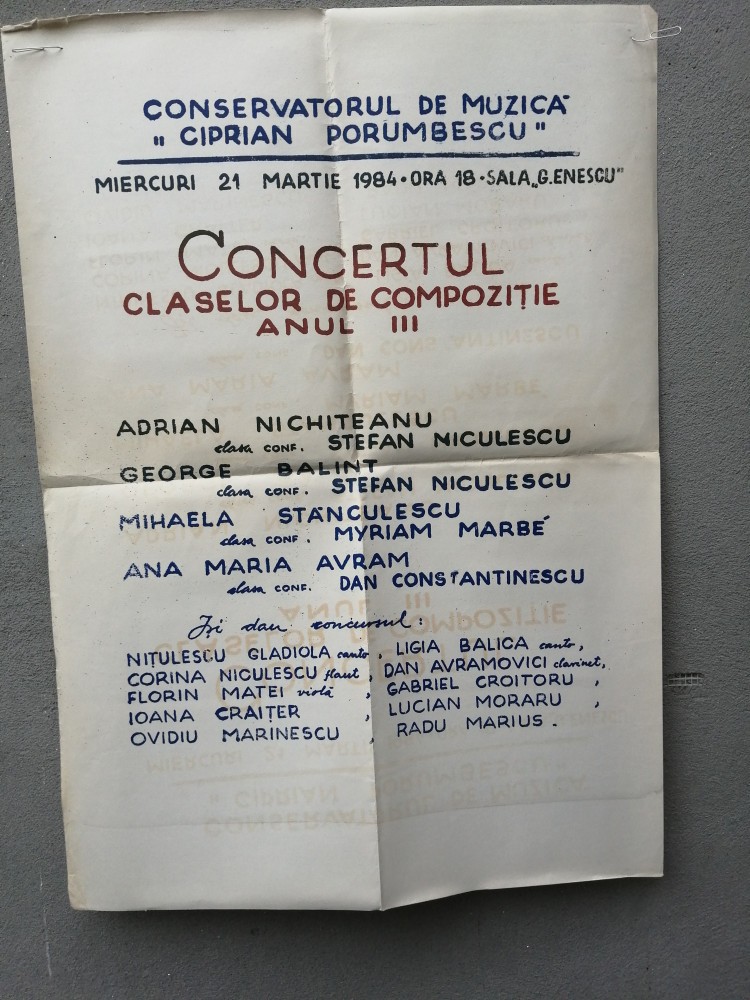 CONSERVATORUL DE MUZICĂ
"CIPRIAN PORUMBESCU"
MIERCURI 21 MARTIE 1984 · ORA 18 · SALA „G. ENESCU"
CONCERTUL
CLASELOR DE COMPOZIȚIE
ANUL III
ADRIAN NICHITEANU
clasa CONF. STEFAN NICULESCU
GEORGE BALINT
clasa CONF. STEFAN NICULESCU
MIHAELA STĂNCULESCU
clasa CONF. MYRIAM MARBÉ
ANA MARIA AVRAM
clasa CONF. DAN CONSTANTINESCU
Își dau concursul:
NIȚULESCU GLADIOLA canto, LIGIA BALICA canto,
CORINA NICULESCU flaut, DAN AVRAMOVICI clarinet,
FLORIN MATEI violă, GABRIEL CROITORU,
IOANA CRAIȚER, LUCIAN MORARU,
OVIDIU MARINESCU, RADU MARIUS.